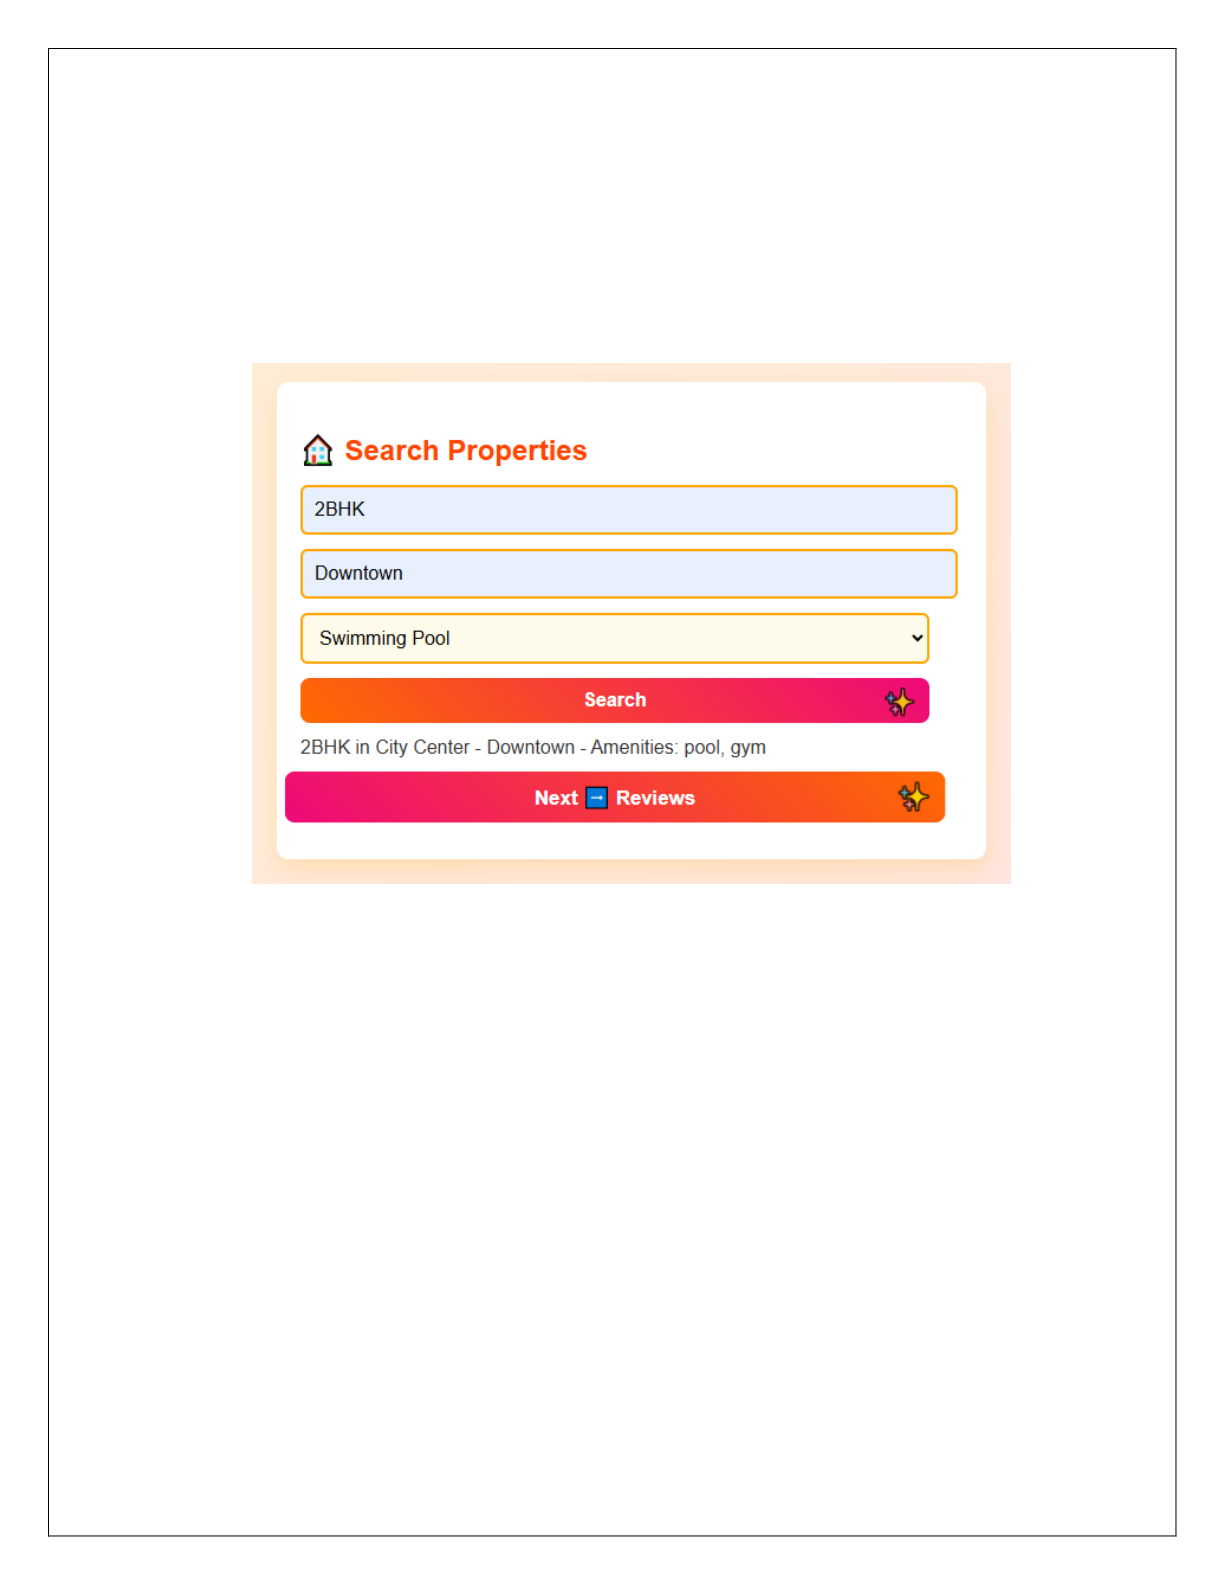 🏠 Search Properties
2BHK
Downtown
Swimming Pool
Search ✨
2BHK in City Center - Downtown - Amenities: pool, gym
Next ➡ Reviews ✨